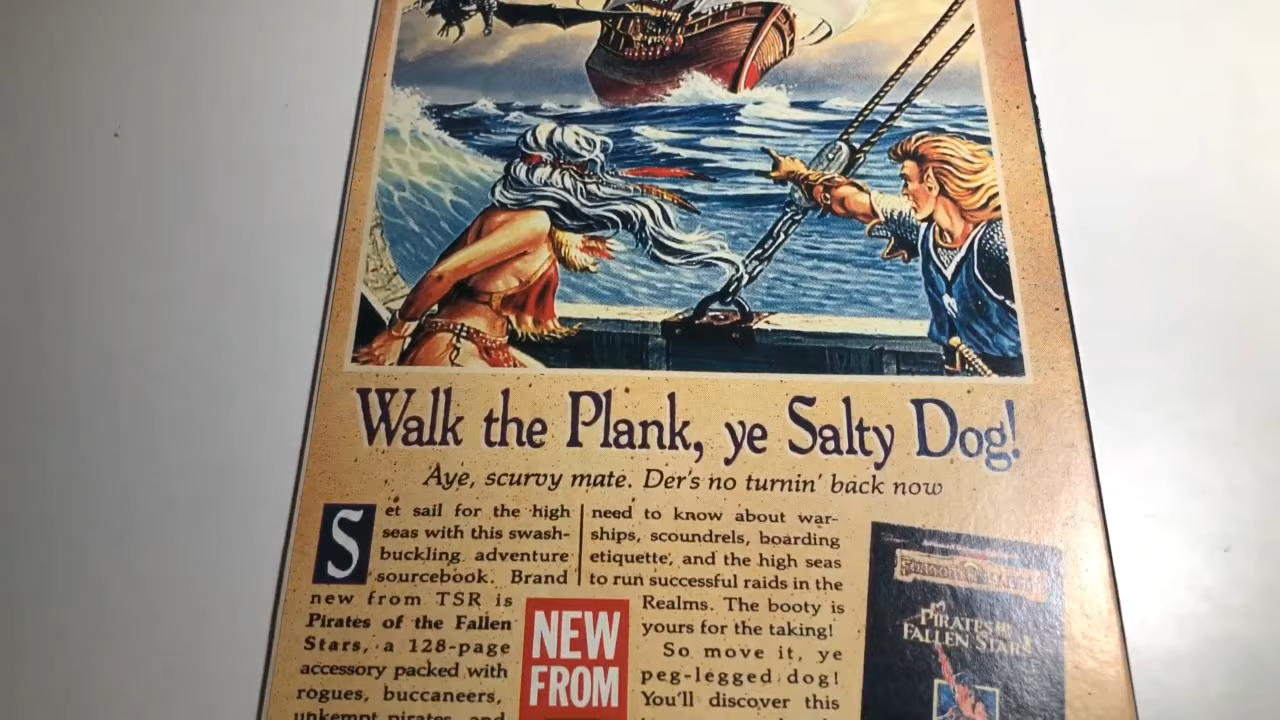 Walk the Plank, ye Salty Dog!
Aye, scurvy mate. Der's no turnin' back now
Set sail for the high
seas with this swash-
buckling adventure
sourcebook. Brand
new from TSR is
Pirates of the Fallen
Stars, a 128-page
accessory packed with
rogues, buccaneers,
unkempt pirates, and
NEW
FROM
need to know about war-
ships, scoundrels, boarding
etiquette, and the high seas
to run successful raids in the
Realms. The booty is
yours for the taking!
So move it, ye
peg-legged dog!
You'll discover this
PIRATES OF THE
FALLEN STARS